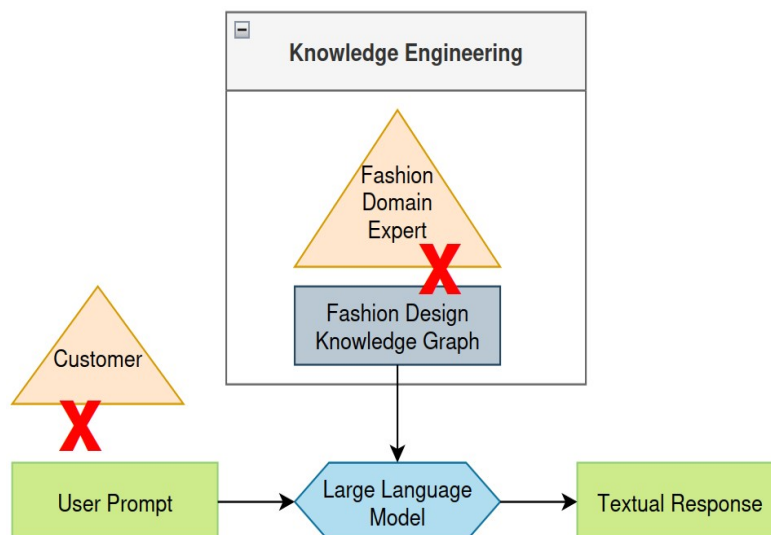 Knowledge Engineering
Fashion
Domain
Expert
X
Fashion Design
Knowledge Graph
Customer
X
User Prompt
Large Language
Model
Textual Response